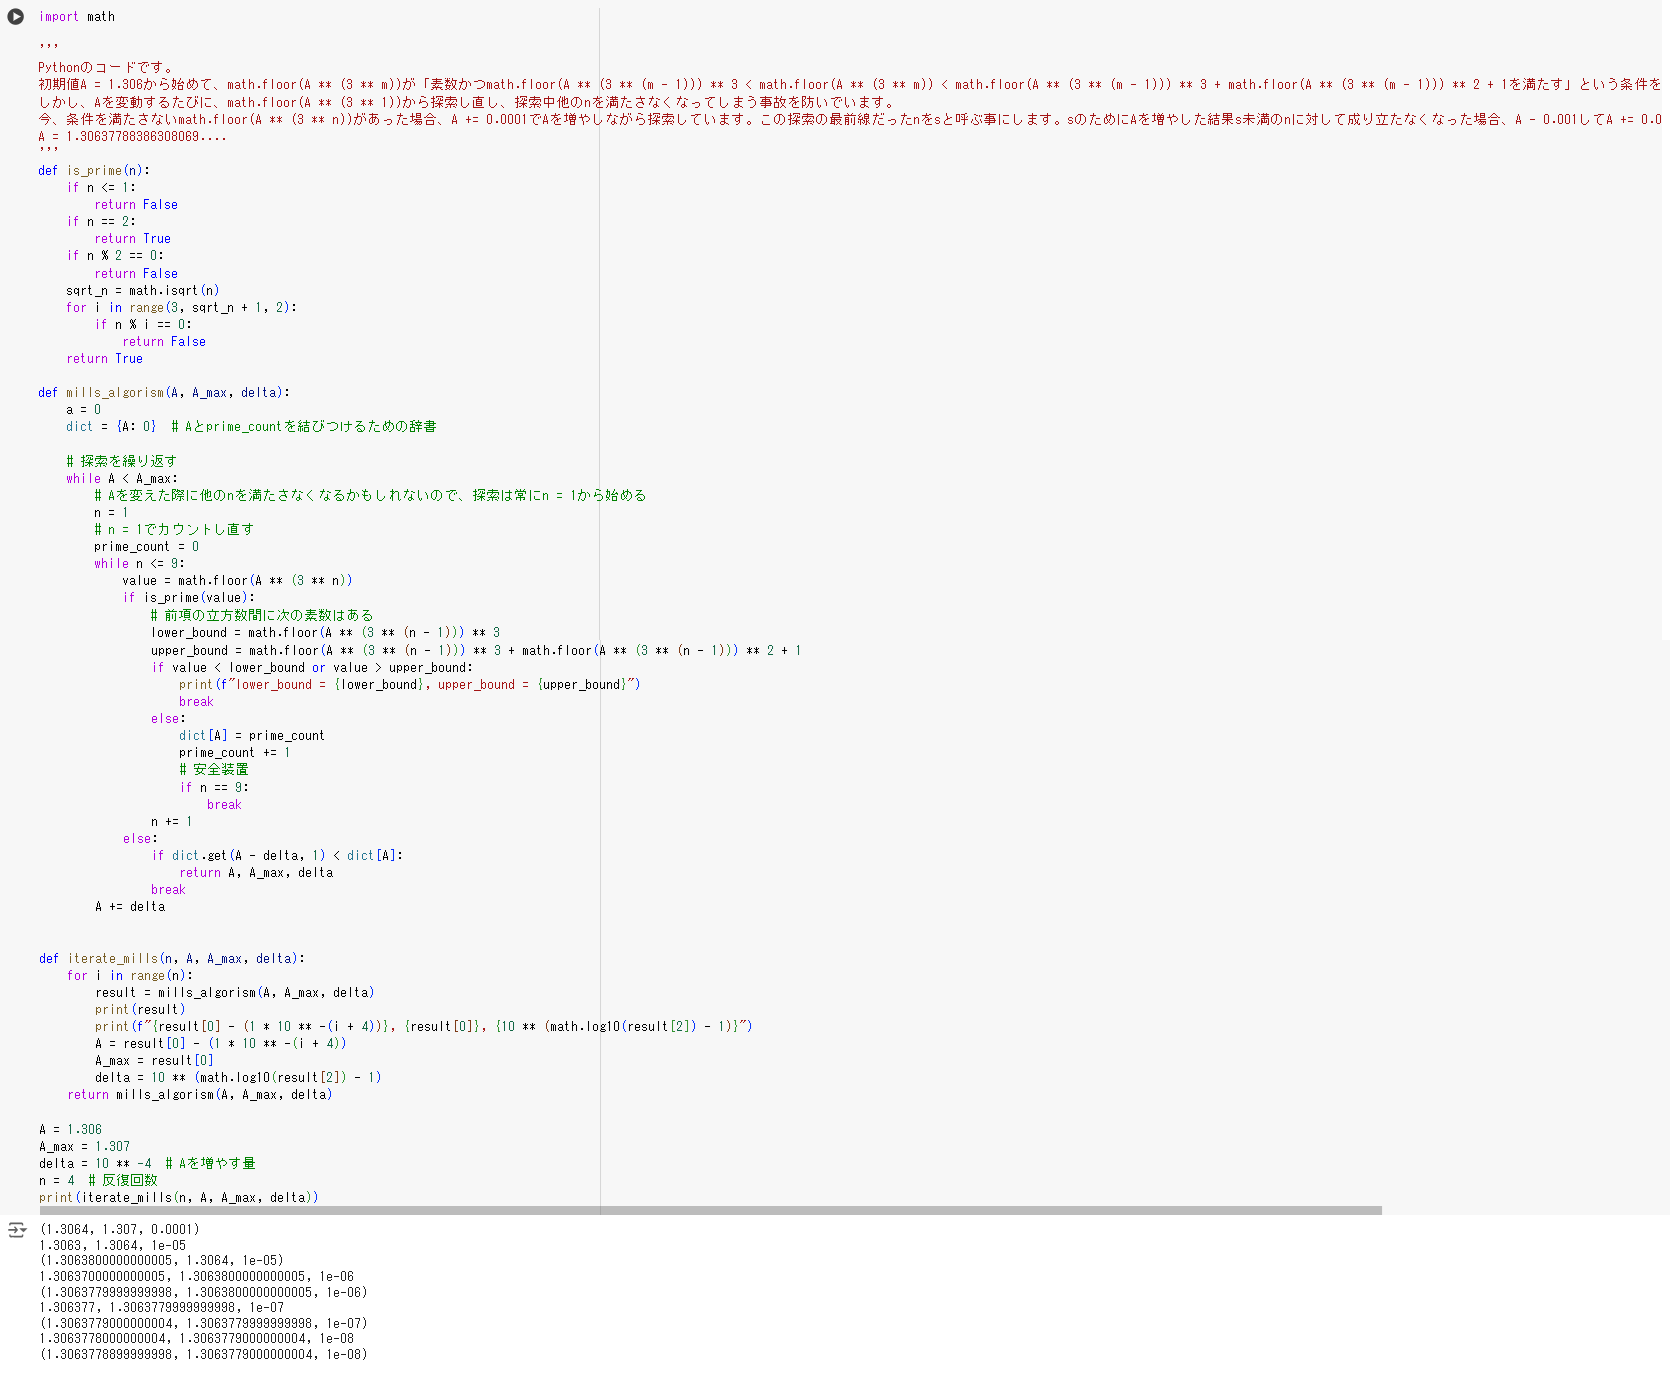 import math
'''
Pythonのコードです。
初期値A = 1.306から始めて、math.floor(A ** (3 ** m))が「素数かつmath.floor(A ** (3 ** (m - 1))) ** 3 < math.floor(A ** (3 ** m)) < math.floor(A ** (3 ** (m - 1))) ** 3 + math.floor(A ** (3 ** (m - 1))) ** 2 + 1を満たす」という条件を
しかし、Aを変動するたびに、math.floor(A ** (3 ** 1))から探索し直し、探索中他のnを満たさなくなってしまう事故を防いでいます。
今、条件を満たさないmath.floor(A ** (3 ** n))があった場合、A += 0.0001でAを増やしながら探索しています。この探索の最前線だったnをsと呼ぶ事にします。sのためにAを増やした結果s未満のnに対して成り立たなくなった場合、A - 0.001してA += 0.0
A = 1.30637788386308069....
'''
def is_prime(n):
    if n <= 1:
        return False
    if n == 2:
        return True
    if n % 2 == 0:
        return False
    sqrt_n = math.isqrt(n)
    for i in range(3, sqrt_n + 1, 2):
        if n % i == 0:
            return False
    return True
def mills_algorism(A, A_max, delta):
    a = 0
    dict = {A: 0}  # Aとprime_countを結びつけるための辞書
    # 探索を繰り返す
    while A < A_max:
        # Aを変えた際に他のnを満たさなくなるかもしれないので、探索は常にn = 1から始める
        n = 1
        # n = 1でカウントし直す
        prime_count = 0
        while n <= 9:
            value = math.floor(A ** (3 ** n))
            if is_prime(value):
                # 前項の立方数間に次の素数はある
                lower_bound = math.floor(A ** (3 ** (n - 1))) ** 3
                upper_bound = math.floor(A ** (3 ** (n - 1))) ** 3 + math.floor(A ** (3 ** (n - 1))) ** 2 + 1
                if value < lower_bound or value > upper_bound:
                    print(f"lower_bound = {lower_bound}, upper_bound = {upper_bound}")
                    break
                else:
                    dict[A] = prime_count
                    prime_count += 1
                    # 安全装置
                    if n == 9:
                        break
                n += 1
            else:
                if dict.get(A - delta, 1) < dict[A]:
                    return A, A_max, delta
                break
        A += delta
def iterate_mills(n, A, A_max, delta):
    for i in range(n):
        result = mills_algorism(A, A_max, delta)
        print(result)
        print(f"{result[0] - (1 * 10 ** -(i + 4))}, {result[0]}, {10 ** (math.log10(result[2]) - 1)}")
        A = result[0] - (1 * 10 ** -(i + 4))
        A_max = result[0]
        delta = 10 ** (math.log10(result[2]) - 1)
    return mills_algorism(A, A_max, delta)
A = 1.306
A_max = 1.307
delta = 10 ** -4  # Aを増やす量
n = 4  # 反復回数
print(iterate_mills(n, A, A_max, delta))
(1.3064, 1.307, 0.0001)
1.3063, 1.3064, 1e-05
(1.3063800000000005, 1.3064, 1e-05)
1.3063700000000005, 1.3063800000000005, 1e-06
(1.3063779999999998, 1.3063800000000005, 1e-06)
1.306377, 1.3063779999999998, 1e-07
(1.3063779000000004, 1.3063779999999998, 1e-07)
1.3063778000000004, 1.3063779000000004, 1e-08
(1.3063778899999998, 1.3063779000000004, 1e-08)